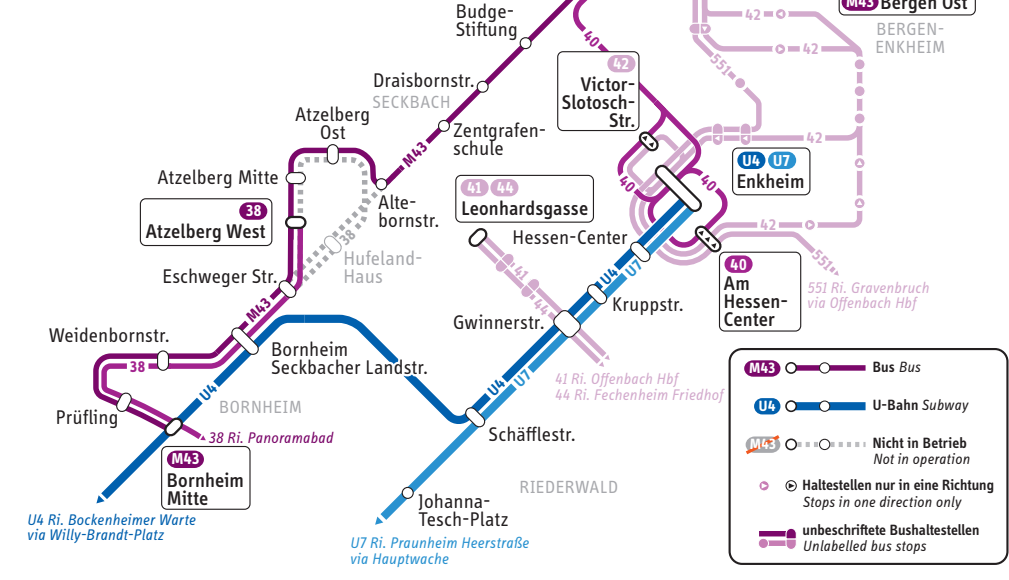 M43 Bergen Ost
42
BERGEN-
ENKHEIM
42
551
Budge-
Stiftung
40
42
Victor-
Slotosch-
Str.
Draisbornstr.
SECKBACH
Atzelberg
Ost
Zentgrafen-
schule
M43
42
U4 U7
Enkheim
Atzelberg Mitte
40
40
41 44
Leonhardsgasse
38
Atzelberg West
Alte-
bornstr.
38
Hufeland-
Haus
Hessen-Center
42
551
40
Am
Hessen-
Center
551 Ri. Gravenbruch
via Offenbach Hbf
Eschweger Str.
41
44
U4
U7
Kruppstr.
M43
Gwinnerstr.
Weidenbornstr.
38
Bornheim
Seckbacher Landstr.
U4
U4
U7
41 Ri. Offenbach Hbf
44 Ri. Fechenheim Friedhof
Prüfling
BORNHEIM
38 Ri. Panoramabad
Schäfflestr.
M43
Bornheim
Mitte
RIEDERWALD
Johanna-
Tesch-Platz
U4 Ri. Bockenheimer Warte
via Willy-Brandt-Platz
U7 Ri. Praunheim Heerstraße
via Hauptwache
M43 Bus Bus
U4 U-Bahn Subway
M43 Nicht in Betrieb
Not in operation
Haltestellen nur in eine Richtung
Stops in one direction only
unbeschriftete Bushaltestellen
Unlabelled bus stops